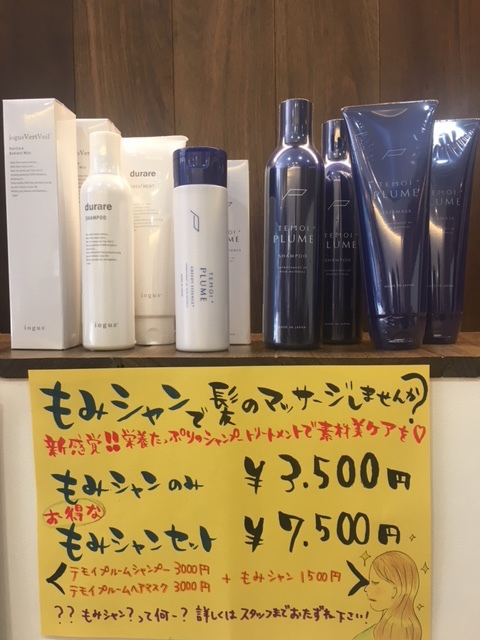 ingusVertVeil
durare
SHAMPOO
ingus
durare
TREATMENT
ingus
PLUME
TEMOI
PLUME
SHAMPOO
TEMOI
PLUME
SHAMPOO
TEMOI
PLUME
もみシャンで髪のマッサージしませんか?
新感覚!!栄養たっぷりのシャンプー、トリートメントで素材美ケアを♡
もみシャンのみ ¥3.500円
お得な
もみシャンセット ¥7.500円
テモイプルームシャンプー 3000円
テモイプルームヘアマスク 3000円
+ もみシャン 1500円
??もみシャン?って何ー?詳しくはスタッフまでおたずね下さい!